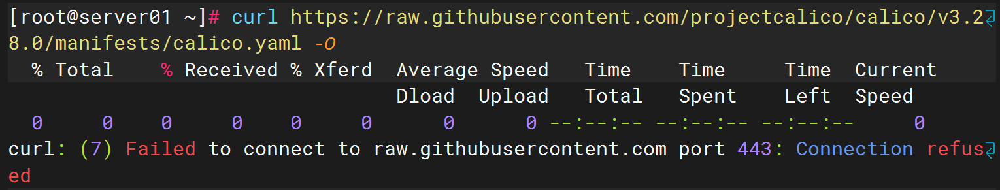 [root@server01 ~]# curl https://raw.githubusercontent.com/projectcalico/calico/v3.2
8.0/manifests/calico.yaml -O
% Total % Received % Xferd Average Speed Time Time Time Current
Dload Upload Total Spent Left Speed
0 0 0 0 0 0 0 0 --:--:-- --:--:-- --:--:-- 0
curl: (7) Failed to connect to raw.githubusercontent.com port 443: Connection refus
ed